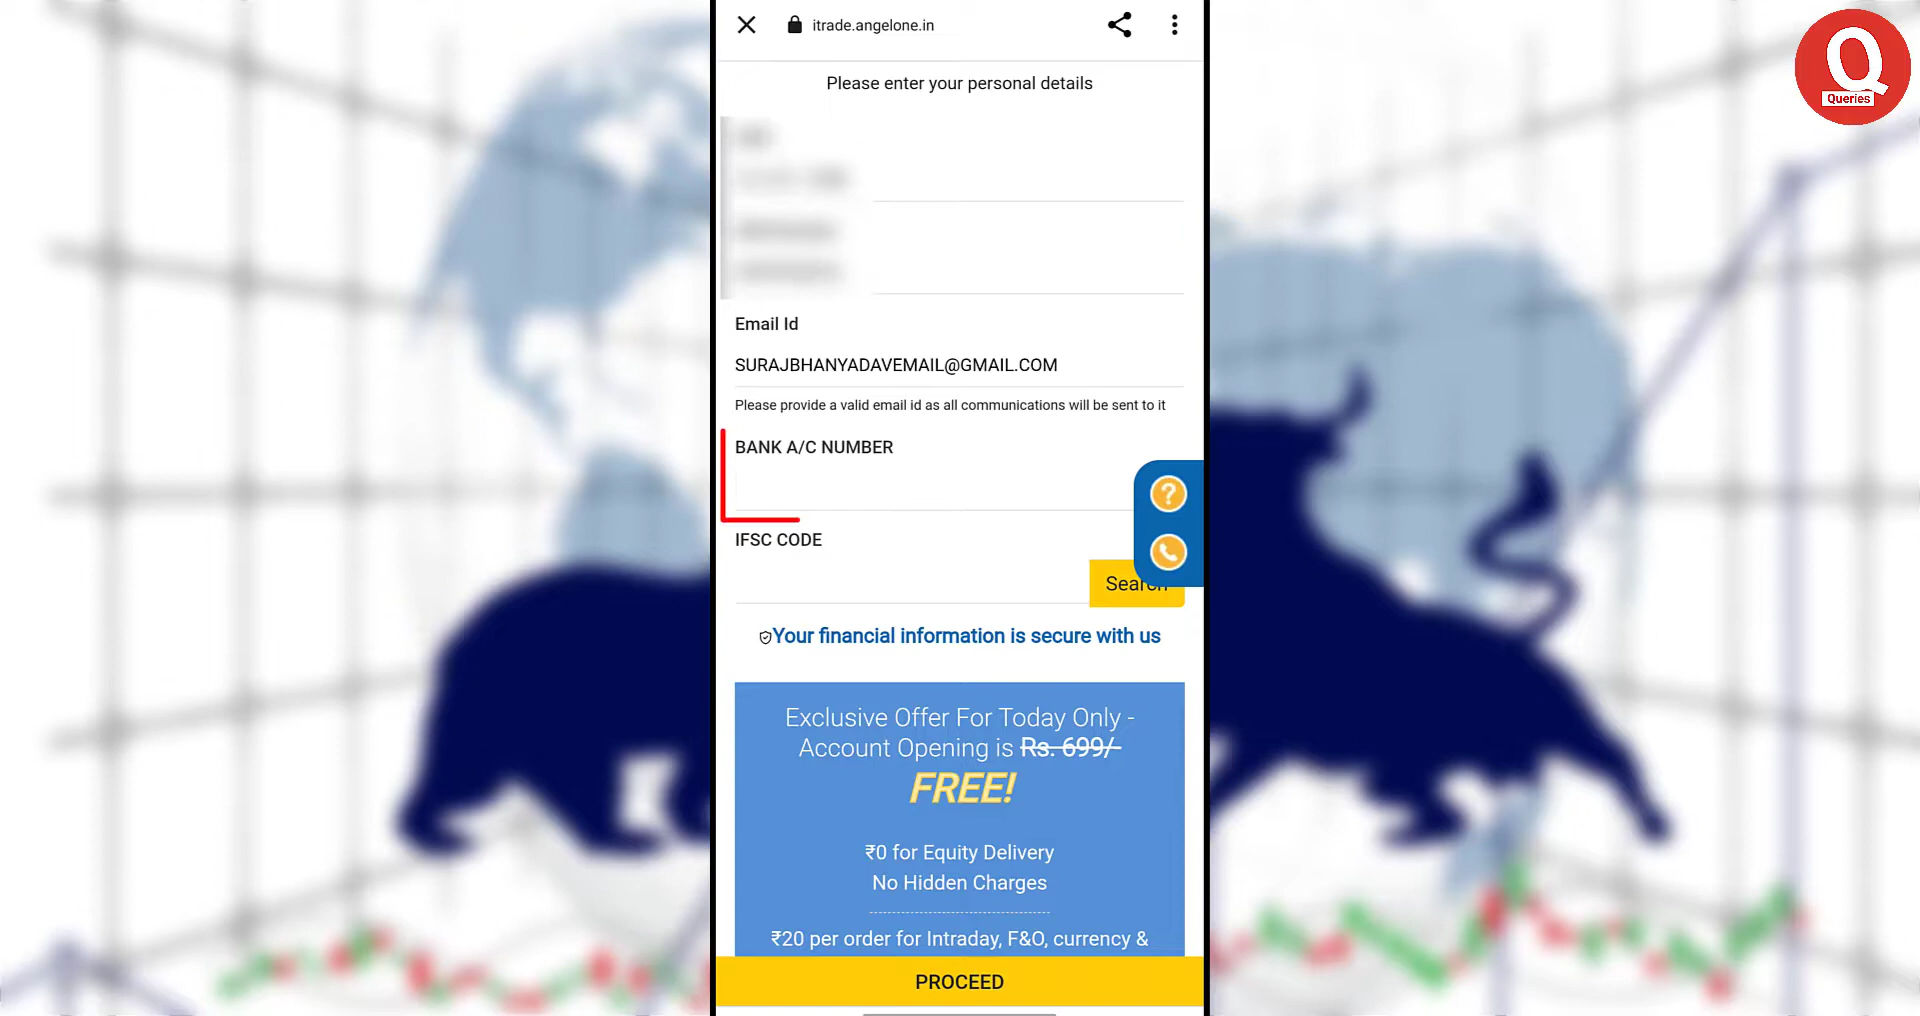 itrade.angelone.in
Q
Queries
Please enter your personal details
Email Id
SURAJBHANYADAVEMAIL@GMAIL.COM
Please provide a valid email id as all communications will be sent to it
BANK A/C NUMBER
?
IFSC CODE
Search
Your financial information is secure with us
Exclusive Offer For Today Only -
Account Opening is Rs. 699/-
FREE!
₹0 for Equity Delivery
No Hidden Charges
₹20 per order for Intraday, F&O, currency &
PROCEED